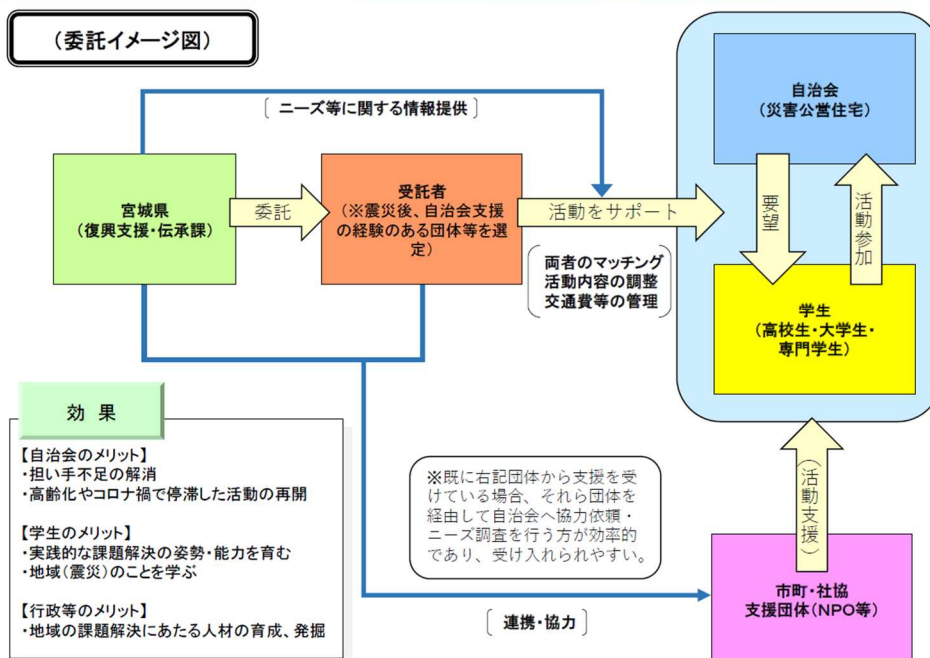 (委託イメージ図)
[ ニーズ等に関する情報提供 ]
宮城県
(復興支援・伝承課)
委託
受託者
(※震災後、自治会支援
の経験のある団体等を選
定)
活動をサポート
両者のマッチング
活動内容の調整
交通費等の管理
自治会
(災害公営住宅)
要望
活動参加
学生
(高校生・大学生・
専門学生)
効 果
【自治会のメリット】
・担い手不足の解消
・高齢化やコロナ禍で停滞した活動の再開
【学生のメリット】
・実践的な課題解決の姿勢・能力を育む
・地域(震災)のことを学ぶ
【行政等のメリット】
・地域の課題解決にあたる人材の育成、発掘
※既に右記団体から支援を受
けている場合、それら団体を
経由して自治会へ協力依頼・
ニーズ調査を行う方が効率的
であり、受け入れられやすい。
(活動支援)
市町・社協
支援団体(NPO等)
[ 連携・協力 ]